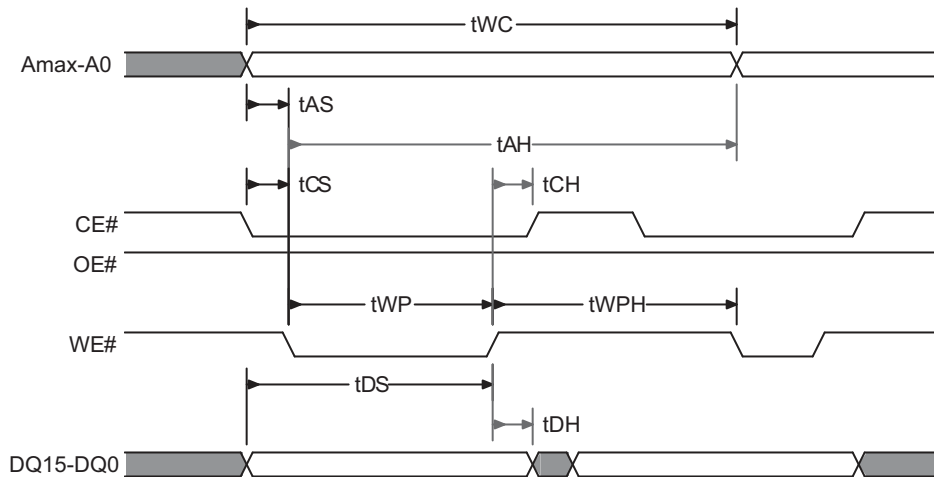 tWC
Amax-A0
tAS
tAH
tCS
tCH
CE#
OE#
tWP
tWPH
WE#
tDS
tDH
DQ15-DQ0